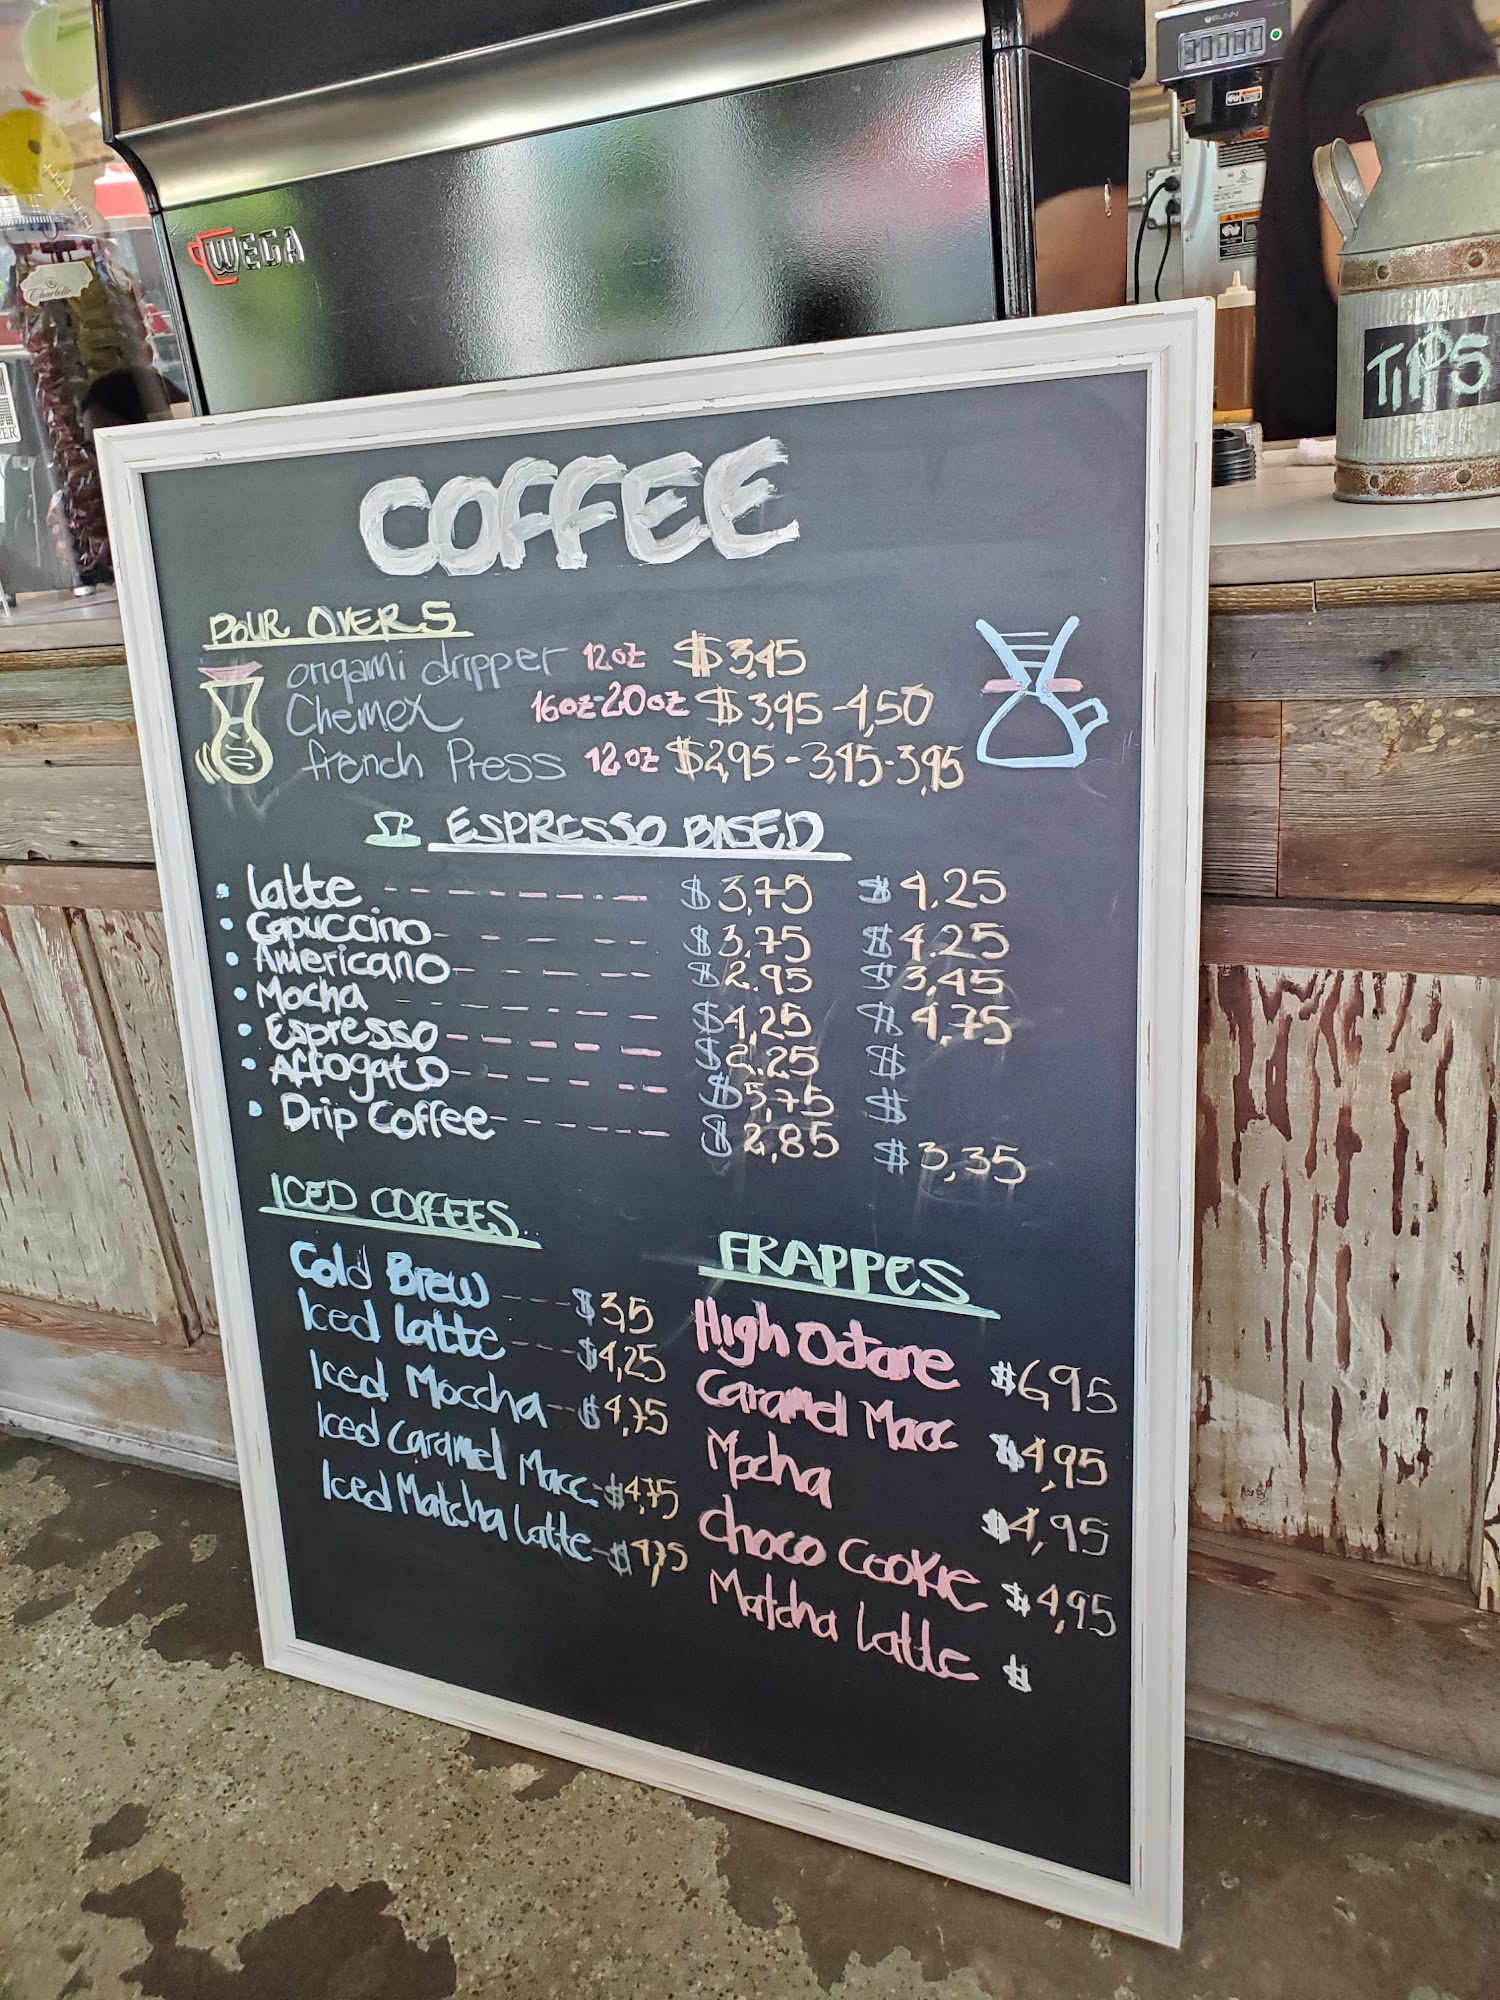 BUNN
WEGA
Charlotte
TIPS
COFFEE
POUR OVERS
origami dripper 12oz $3,45
Chemex 16oz-20oz $3,95-4,50
french Press 12oz $2,95-3,45-3,95
ESPRESSO BASED
• Latte - - - - - - - $3,75 $4.25
• Capuccino - - - - - $3,75 $4.25
• Americano - - - - - $2.95 $3,45
• Mocha - - - - - - - $4,25 $4,75
• Espresso - - - - - - $2.25 $
• Affogato - - - - - - $5,75 $
• Drip Coffee - - - - - $2,85 $3,35
ICED COFFEES
Cold Brew - - - - $3,5
Iced Latte - - - - $4,25
Iced Moccha - - $4,75
Iced Caramel Macc - $4,75
Iced Matcha Latte - $4,75
FRAPPES
High Octane $6,95
Caramel Macc $4,95
Mocha $4,95
Choco Cookie $4,95
Matcha Latte $